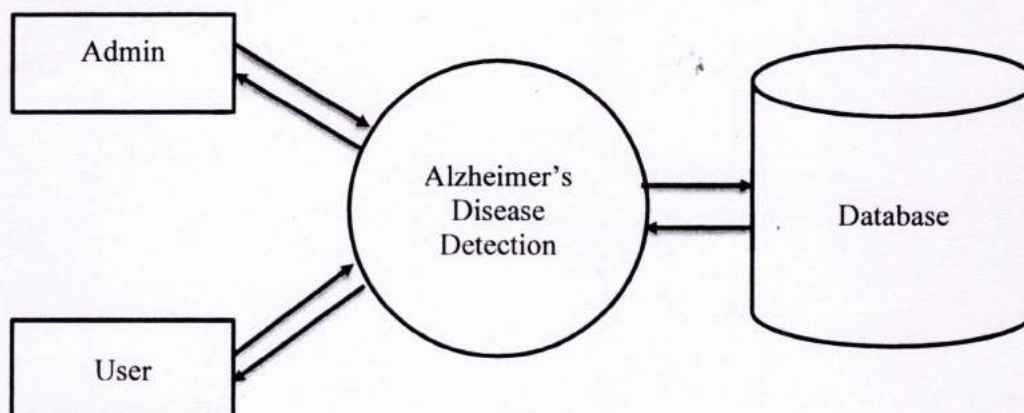 Admin
Alzheimer's
Disease
Detection
Database
User